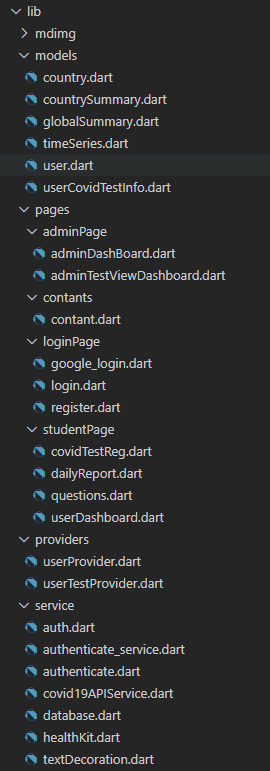 lib
mdimg
models
country.dart
countrySummary.dart
globalSummary.dart
timeSeries.dart
user.dart
userCovidTestInfo.dart
pages
adminPage
adminDashBoard.dart
adminTestViewDashboard.dart
contants
contant.dart
loginPage
google_login.dart
login.dart
register.dart
studentPage
covidTestReg.dart
dailyReport.dart
questions.dart
userDashboard.dart
providers
userProvider.dart
userTestProvider.dart
service
auth.dart
authenticate_service.dart
authenticate.dart
covid19APIService.dart
database.dart
healthKit.dart
textDecoration.dart